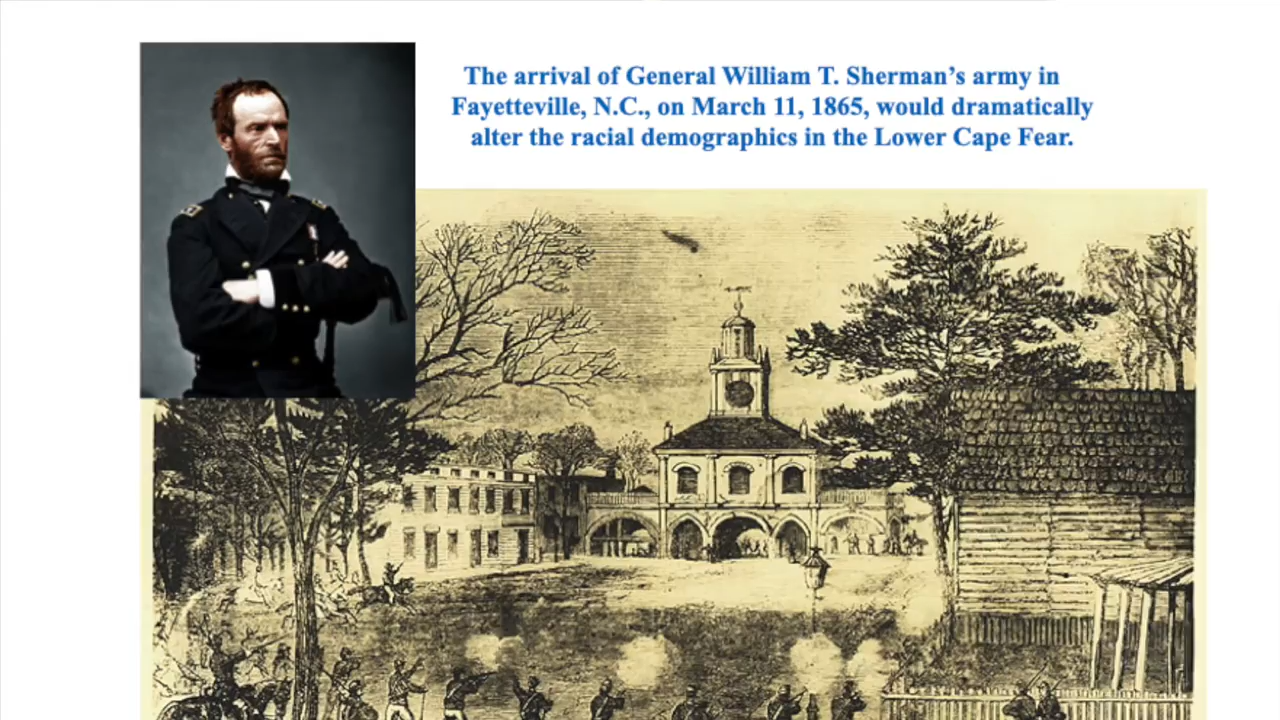 The arrival of General William T. Sherman’s army in
Fayetteville, N.C., on March 11, 1865, would dramatically
alter the racial demographics in the Lower Cape Fear.